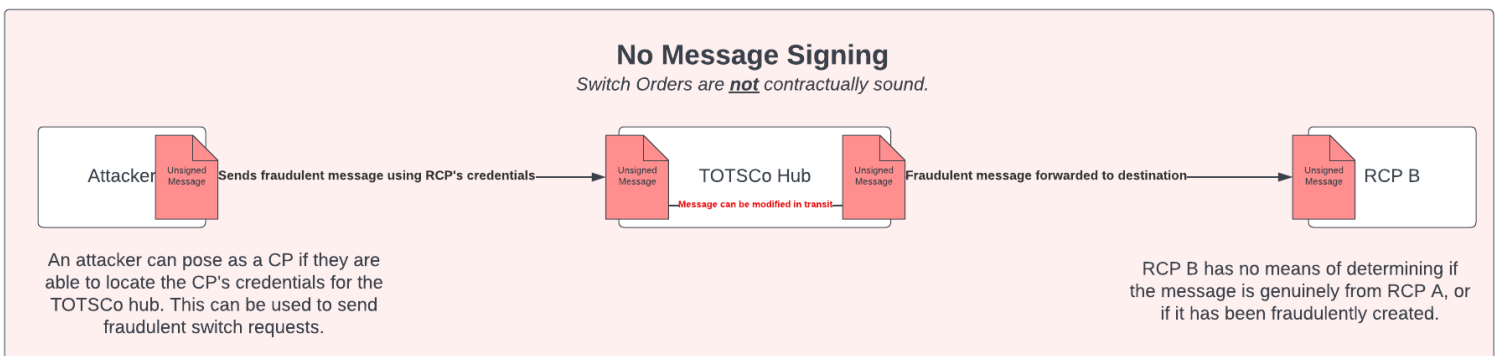 No Message Signing
Switch Orders are not contractually sound.
Attacker
Unsigned
Message
Sends fraudulent message using RCP's credentials
Unsigned
Message
TOTSCo Hub
Message can be modified in transit
Unsigned
Message
Fraudulent message forwarded to destination
Unsigned
Message
RCP B
An attacker can pose as a CP if they are
able to locate the CP's credentials for the
TOTSCo hub. This can be used to send
fraudulent switch requests.
RCP B has no means of determining if
the message is genuinely from RCP A, or
if it has been fraudulently created.